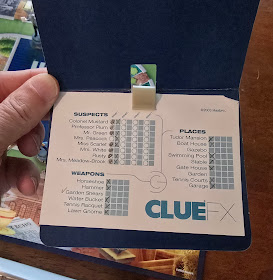 SUSPECTS
Colonel Mustard
Professor Plum
Mr. Green
Mrs. Peacock
Miss Scarlet
Mrs. White
Rusty
Mrs. Meadow-Brook
WEAPONS
Horseshoe
Hammer
Garden Shears
Water Bucket
Tennis Racquet
Lawn Gnome
PLACES
Tudor Mansion
Boat House
Gazebo
Swimming Pool
Stable
Gate House
Garden
Tennis Courts
Garage
CLUE FX